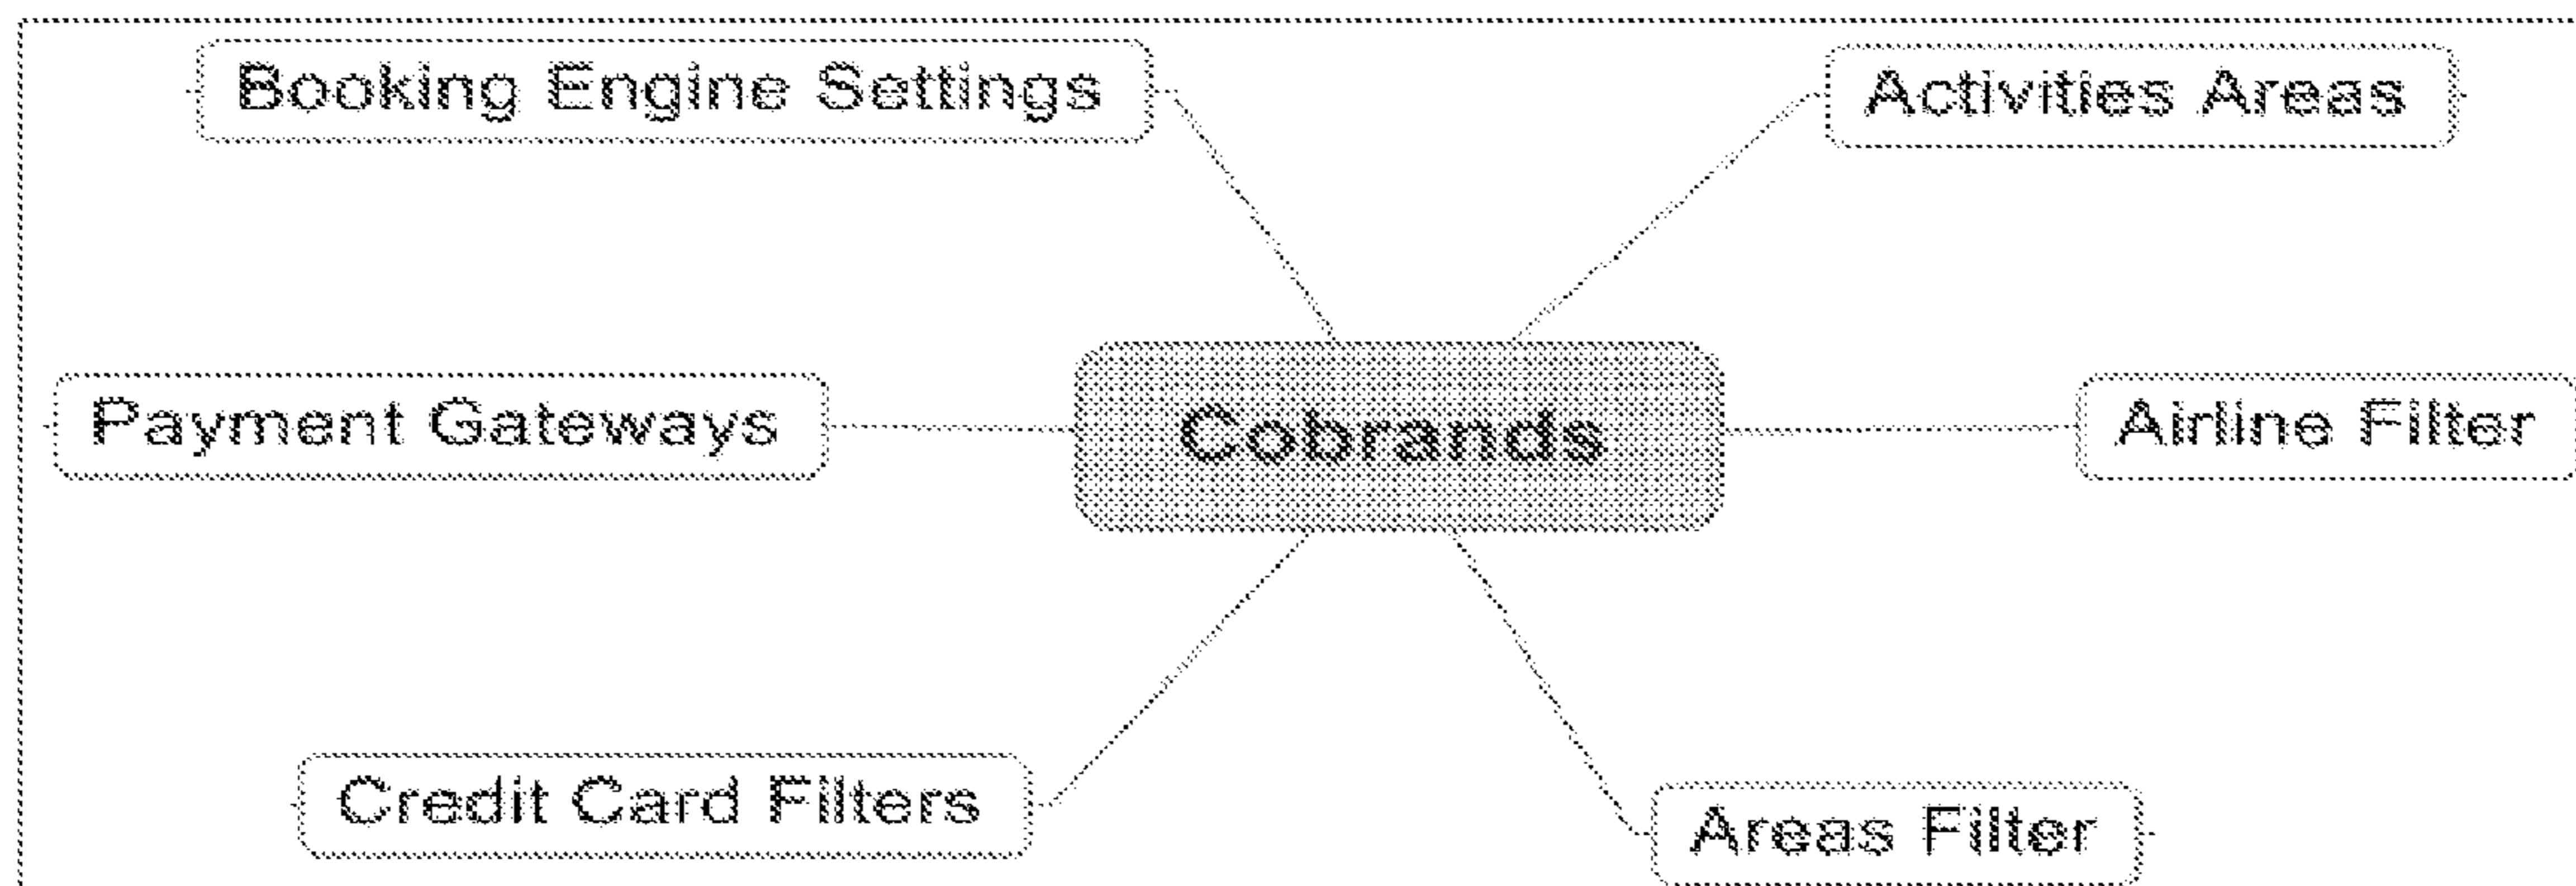 Booking Engine Settings
Activities Areas
Payment Gateways
Cobrands
Airline Filter
Credit Card Filters
Areas Filter